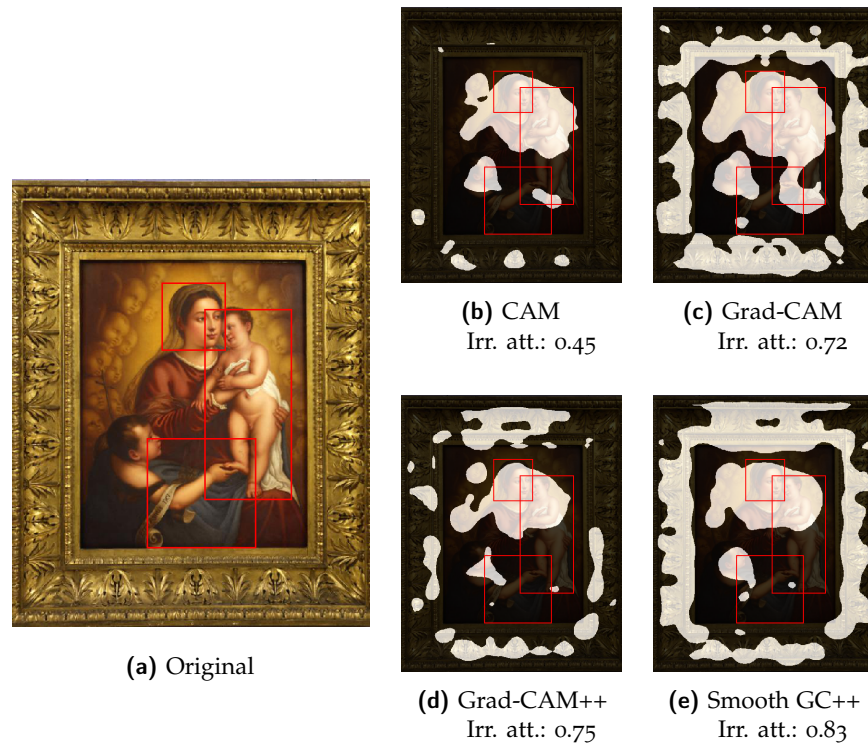 (a) Original
(b) CAM
Irr. att.: 0.45
(c) Grad-CAM
Irr. att.: 0.72
(d) Grad-CAM++
Irr. att.: 0.75
(e) Smooth GC++
Irr. att.: 0.83